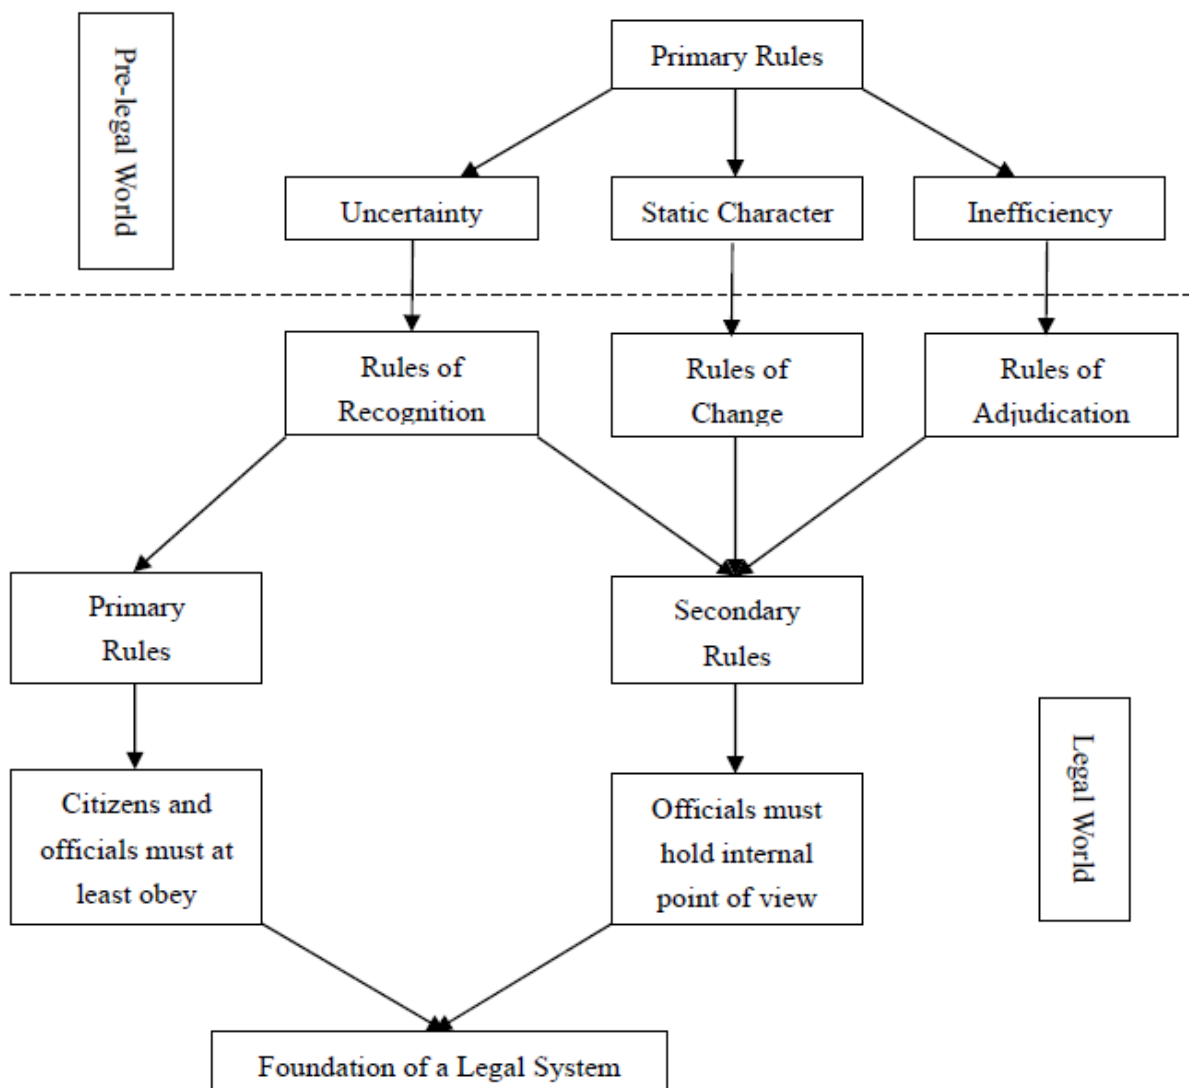 Pre-legal World
Primary Rules
Uncertainty
Static Character
Inefficiency
Rules of
Recognition
Rules of
Change
Rules of
Adjudication
Primary
Rules
Secondary
Rules
Citizens and
officials must at
least obey
Officials must
hold internal
point of view
Legal World
Foundation of a Legal System